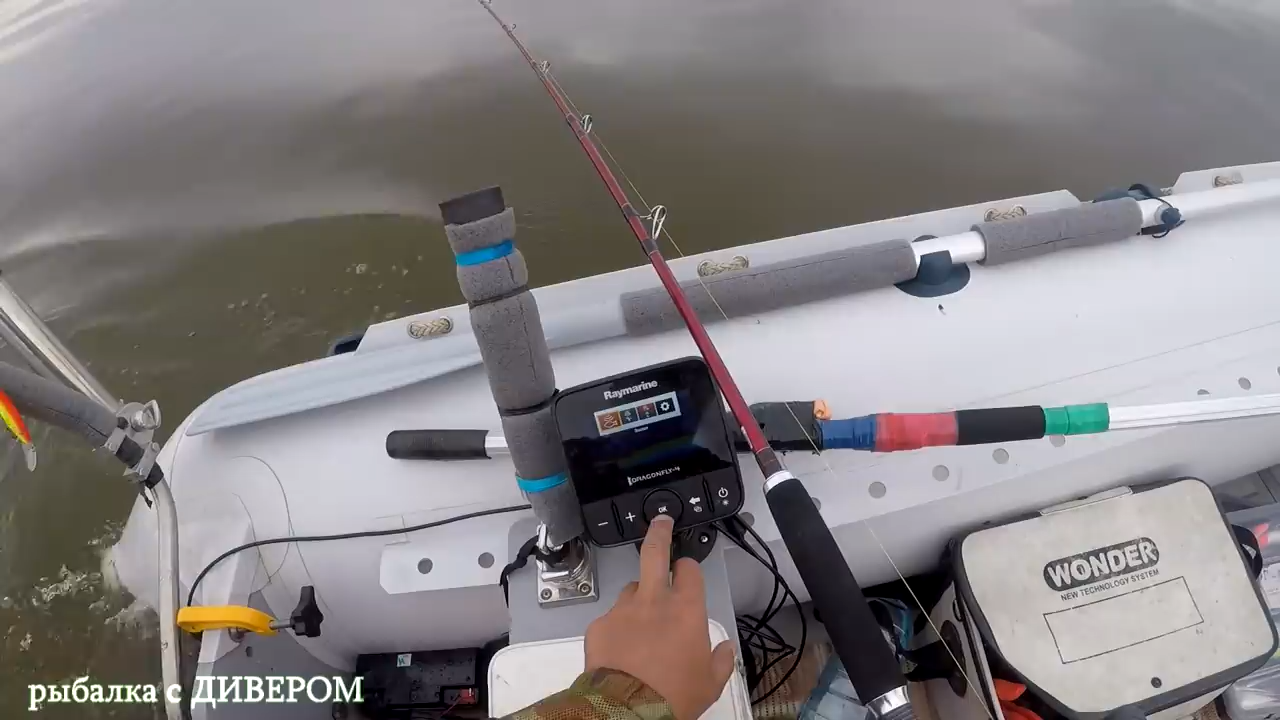 Raymarine
DRAGONFLY-4
OK
WONDER
NEW TECHNOLOGY SYSTEM
рыбалка с ДИВЕРОМ